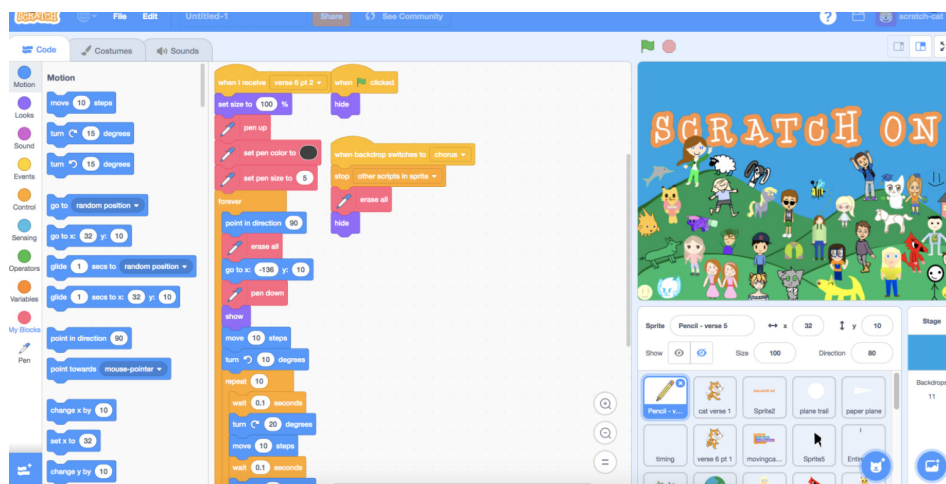 SCRATCH
File
Edit
Untitled-1
Share
See Community
scratch-cat
Code
Costumes
Sounds
Motion
Looks
Sound
Events
Control
Sensing
Operators
Variables
My Blocks
Pen
Motion
move 10 steps
turn 15 degrees
turn 15 degrees
go to random position
go to x: 32 y: 10
glide 1 secs to random position
glide 1 secs to x: 32 y: 10
point in direction 90
point towards mouse-pointer
change x by 10
set x to 32
change y by 10
when I receive verse 6 pt 2
set size to 100 %
pen up
set pen color to
set pen size to 5
forever
point in direction 90
erase all
go to x: -136 y: 10
pen down
show
move 10 steps
turn 10 degrees
repeat 10
wait 0.1 seconds
turn 20 degrees
move 10 steps
wait 0.1 seconds
when clicked
hide
when backdrop switches to chorus
stop other scripts in sprite
erase all
hide
SCRATCH ON
Sprite Pencil - verse 5 x 32 y 10
Show Size 100 Direction 80
Pencil - v...
cat verse 1
Sprite2
plane trail
paper plane
timing
verse 6 pt 1
movingca...
Sprite5
Stage
Backdrops
11